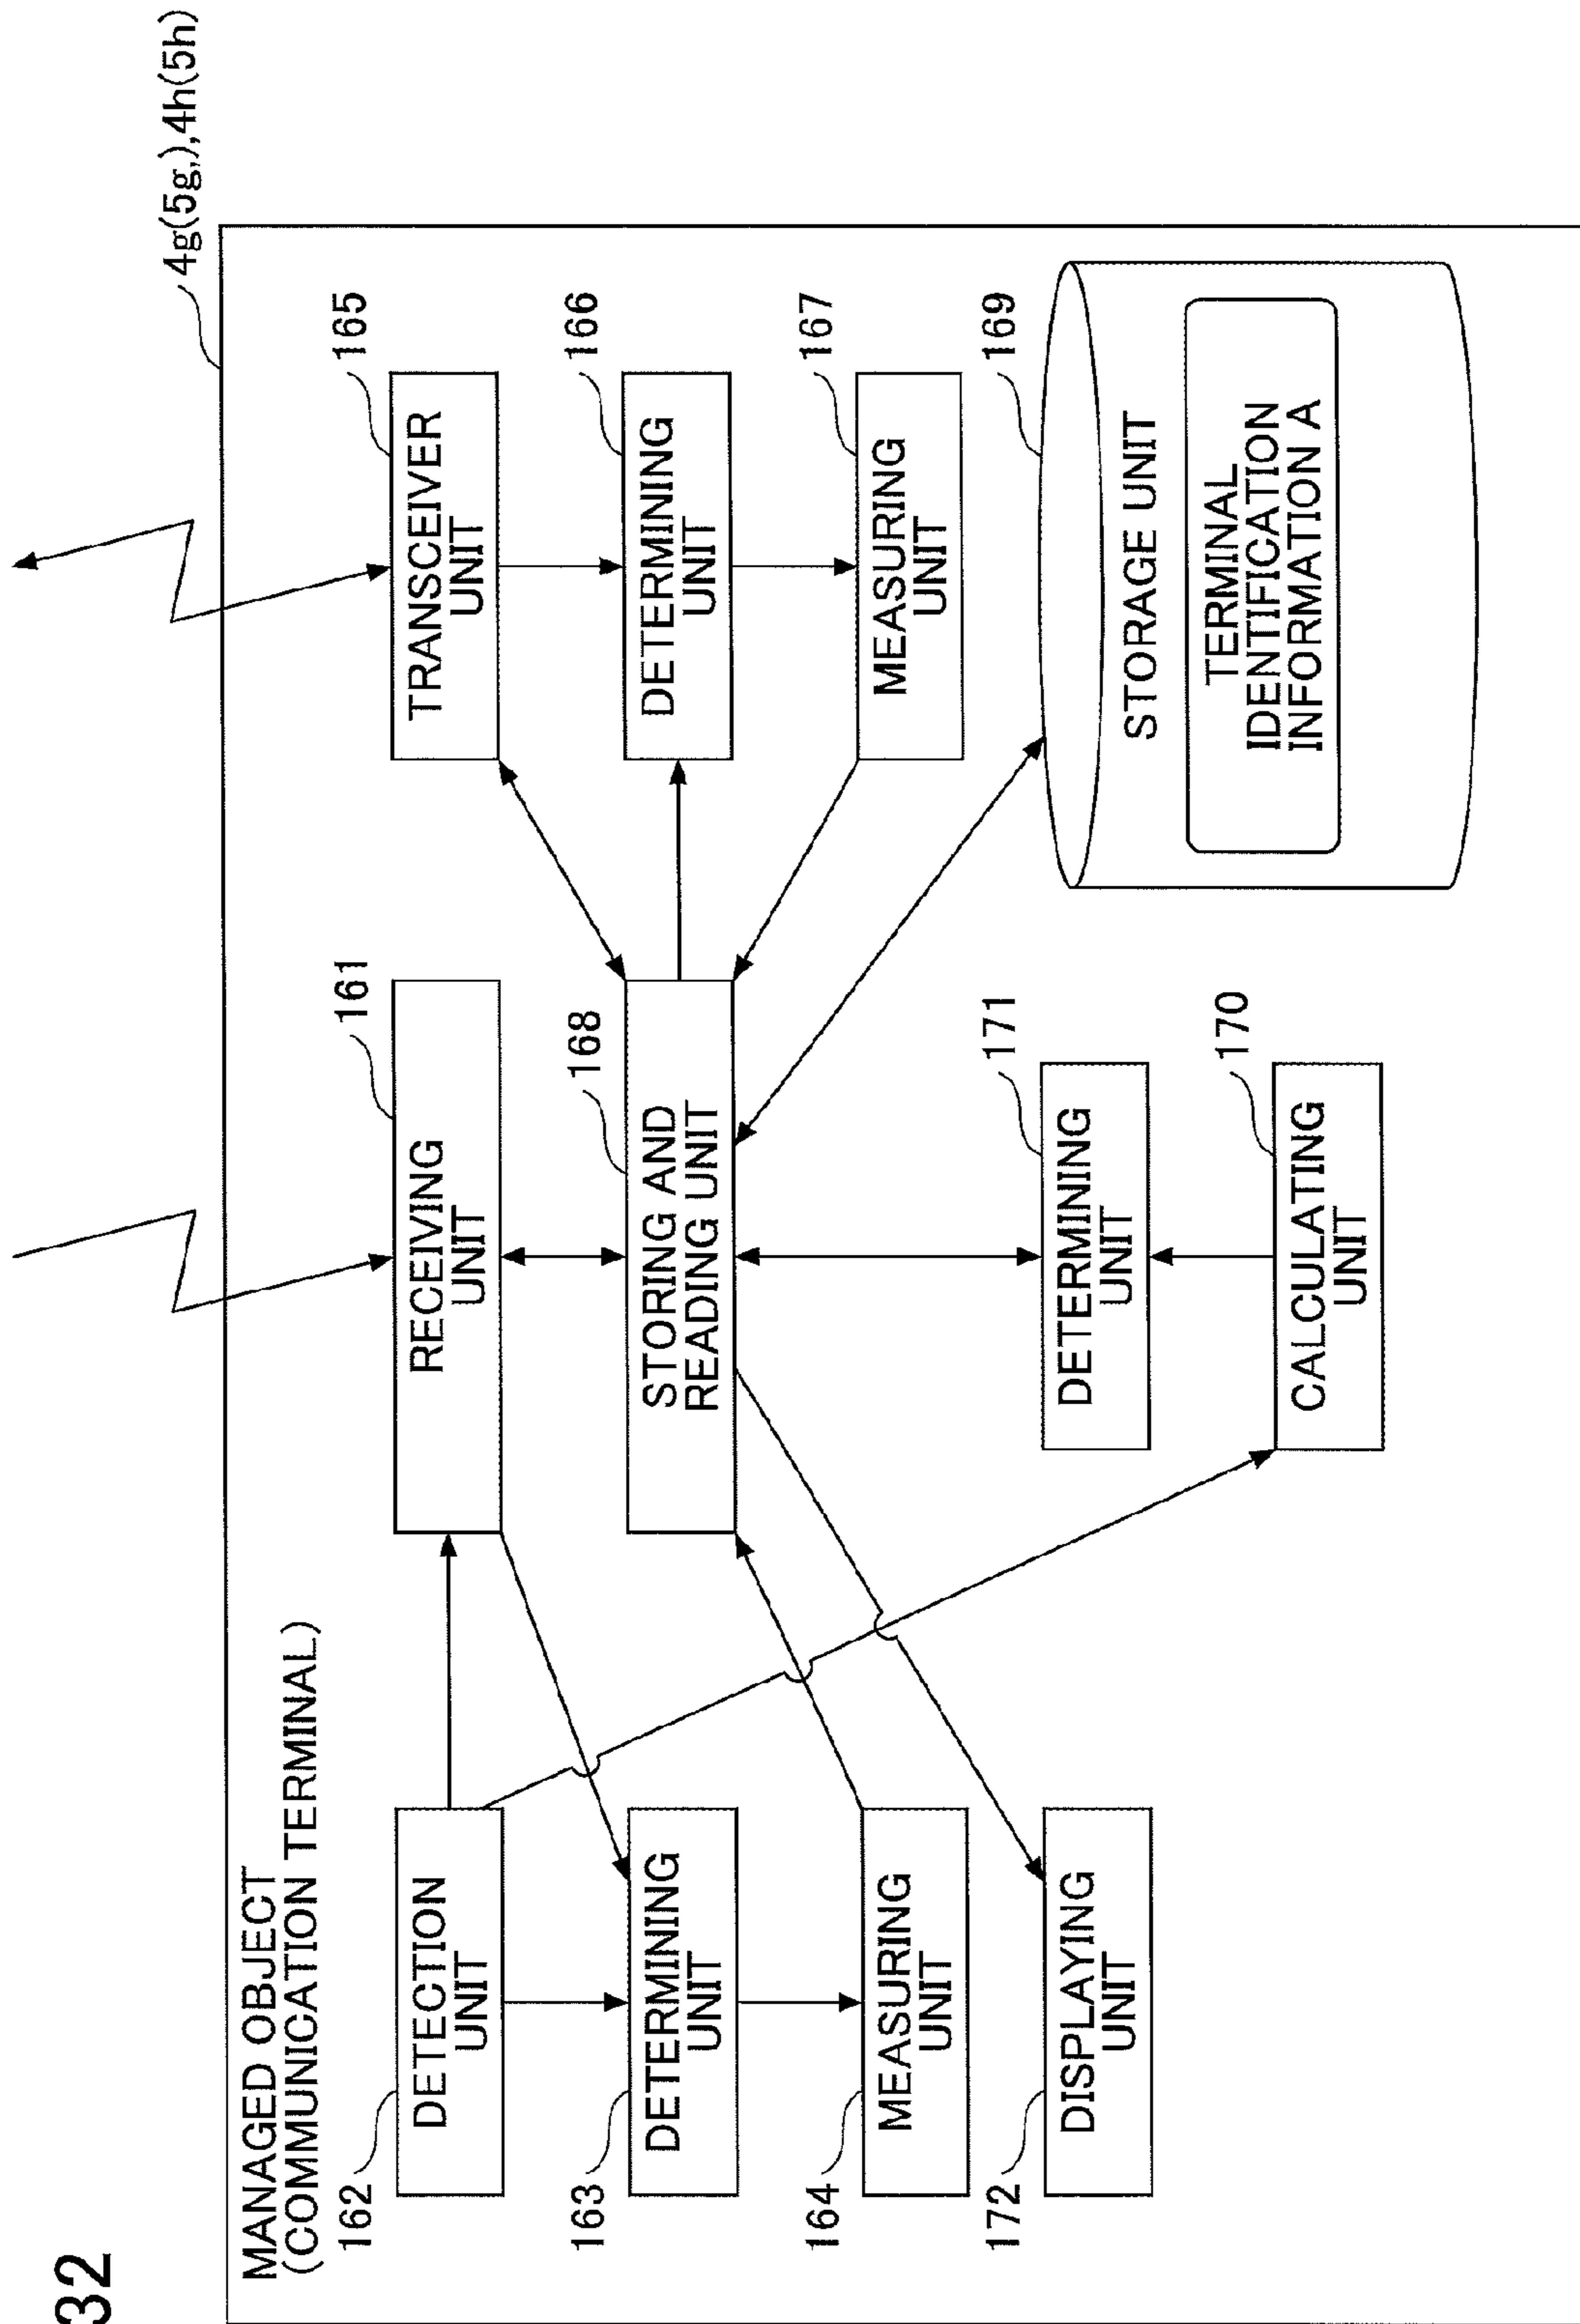 32
MANAGED OBJECT
(COMMUNICATION TERMINAL)
4g(5g,),4h(5h)
162
DETECTION
UNIT
161
RECEIVING
UNIT
165
TRANSCEIVER
UNIT
163
DETERMINING
UNIT
168
STORING AND
READING UNIT
166
DETERMINING
UNIT
164
MEASURING
UNIT
167
MEASURING
UNIT
172
DISPLAYING
UNIT
171
DETERMINING
UNIT
169
STORAGE UNIT
TERMINAL
IDENTIFICATION
INFORMATION A
170
CALCULATING
UNIT